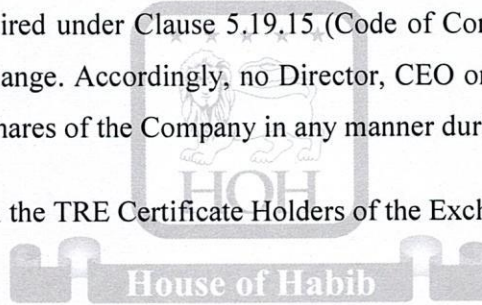 ired under Clause 5.19.15 (Code of Cor
ange. Accordingly, no Director, CEO or
hares of the Company in any manner dur
the TRE Certificate Holders of the Exch
HOH
House of Habib